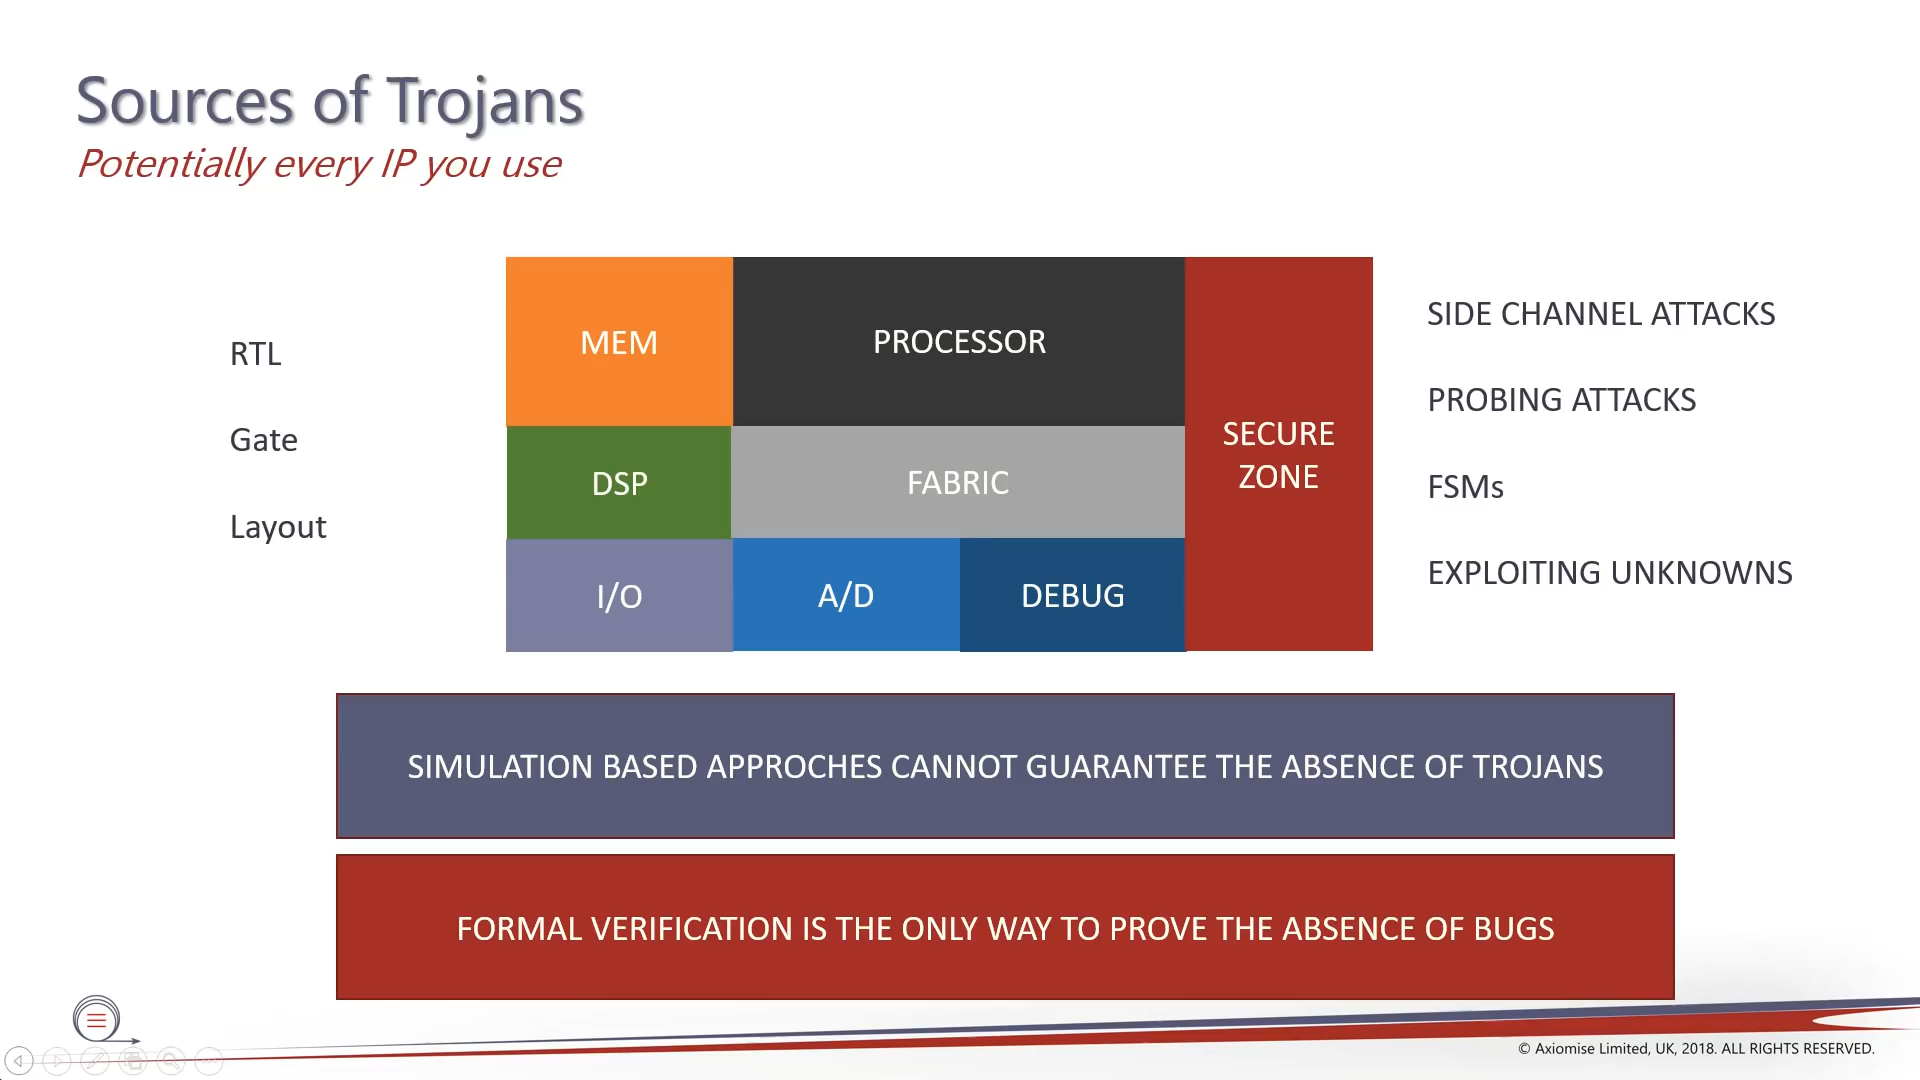 Sources of Trojans
Potentially every IP you use
RTL
Gate
Layout
MEM
PROCESSOR
DSP
FABRIC
I/O
A/D
DEBUG
SECURE
ZONE
SIDE CHANNEL ATTACKS
PROBING ATTACKS
FSMs
EXPLOITING UNKNOWNS
SIMULATION BASED APPROCHES CANNOT GUARANTEE THE ABSENCE OF TROJANS
FORMAL VERIFICATION IS THE ONLY WAY TO PROVE THE ABSENCE OF BUGS
© Axiomise Limited, UK, 2018. ALL RIGHTS RESERVED.